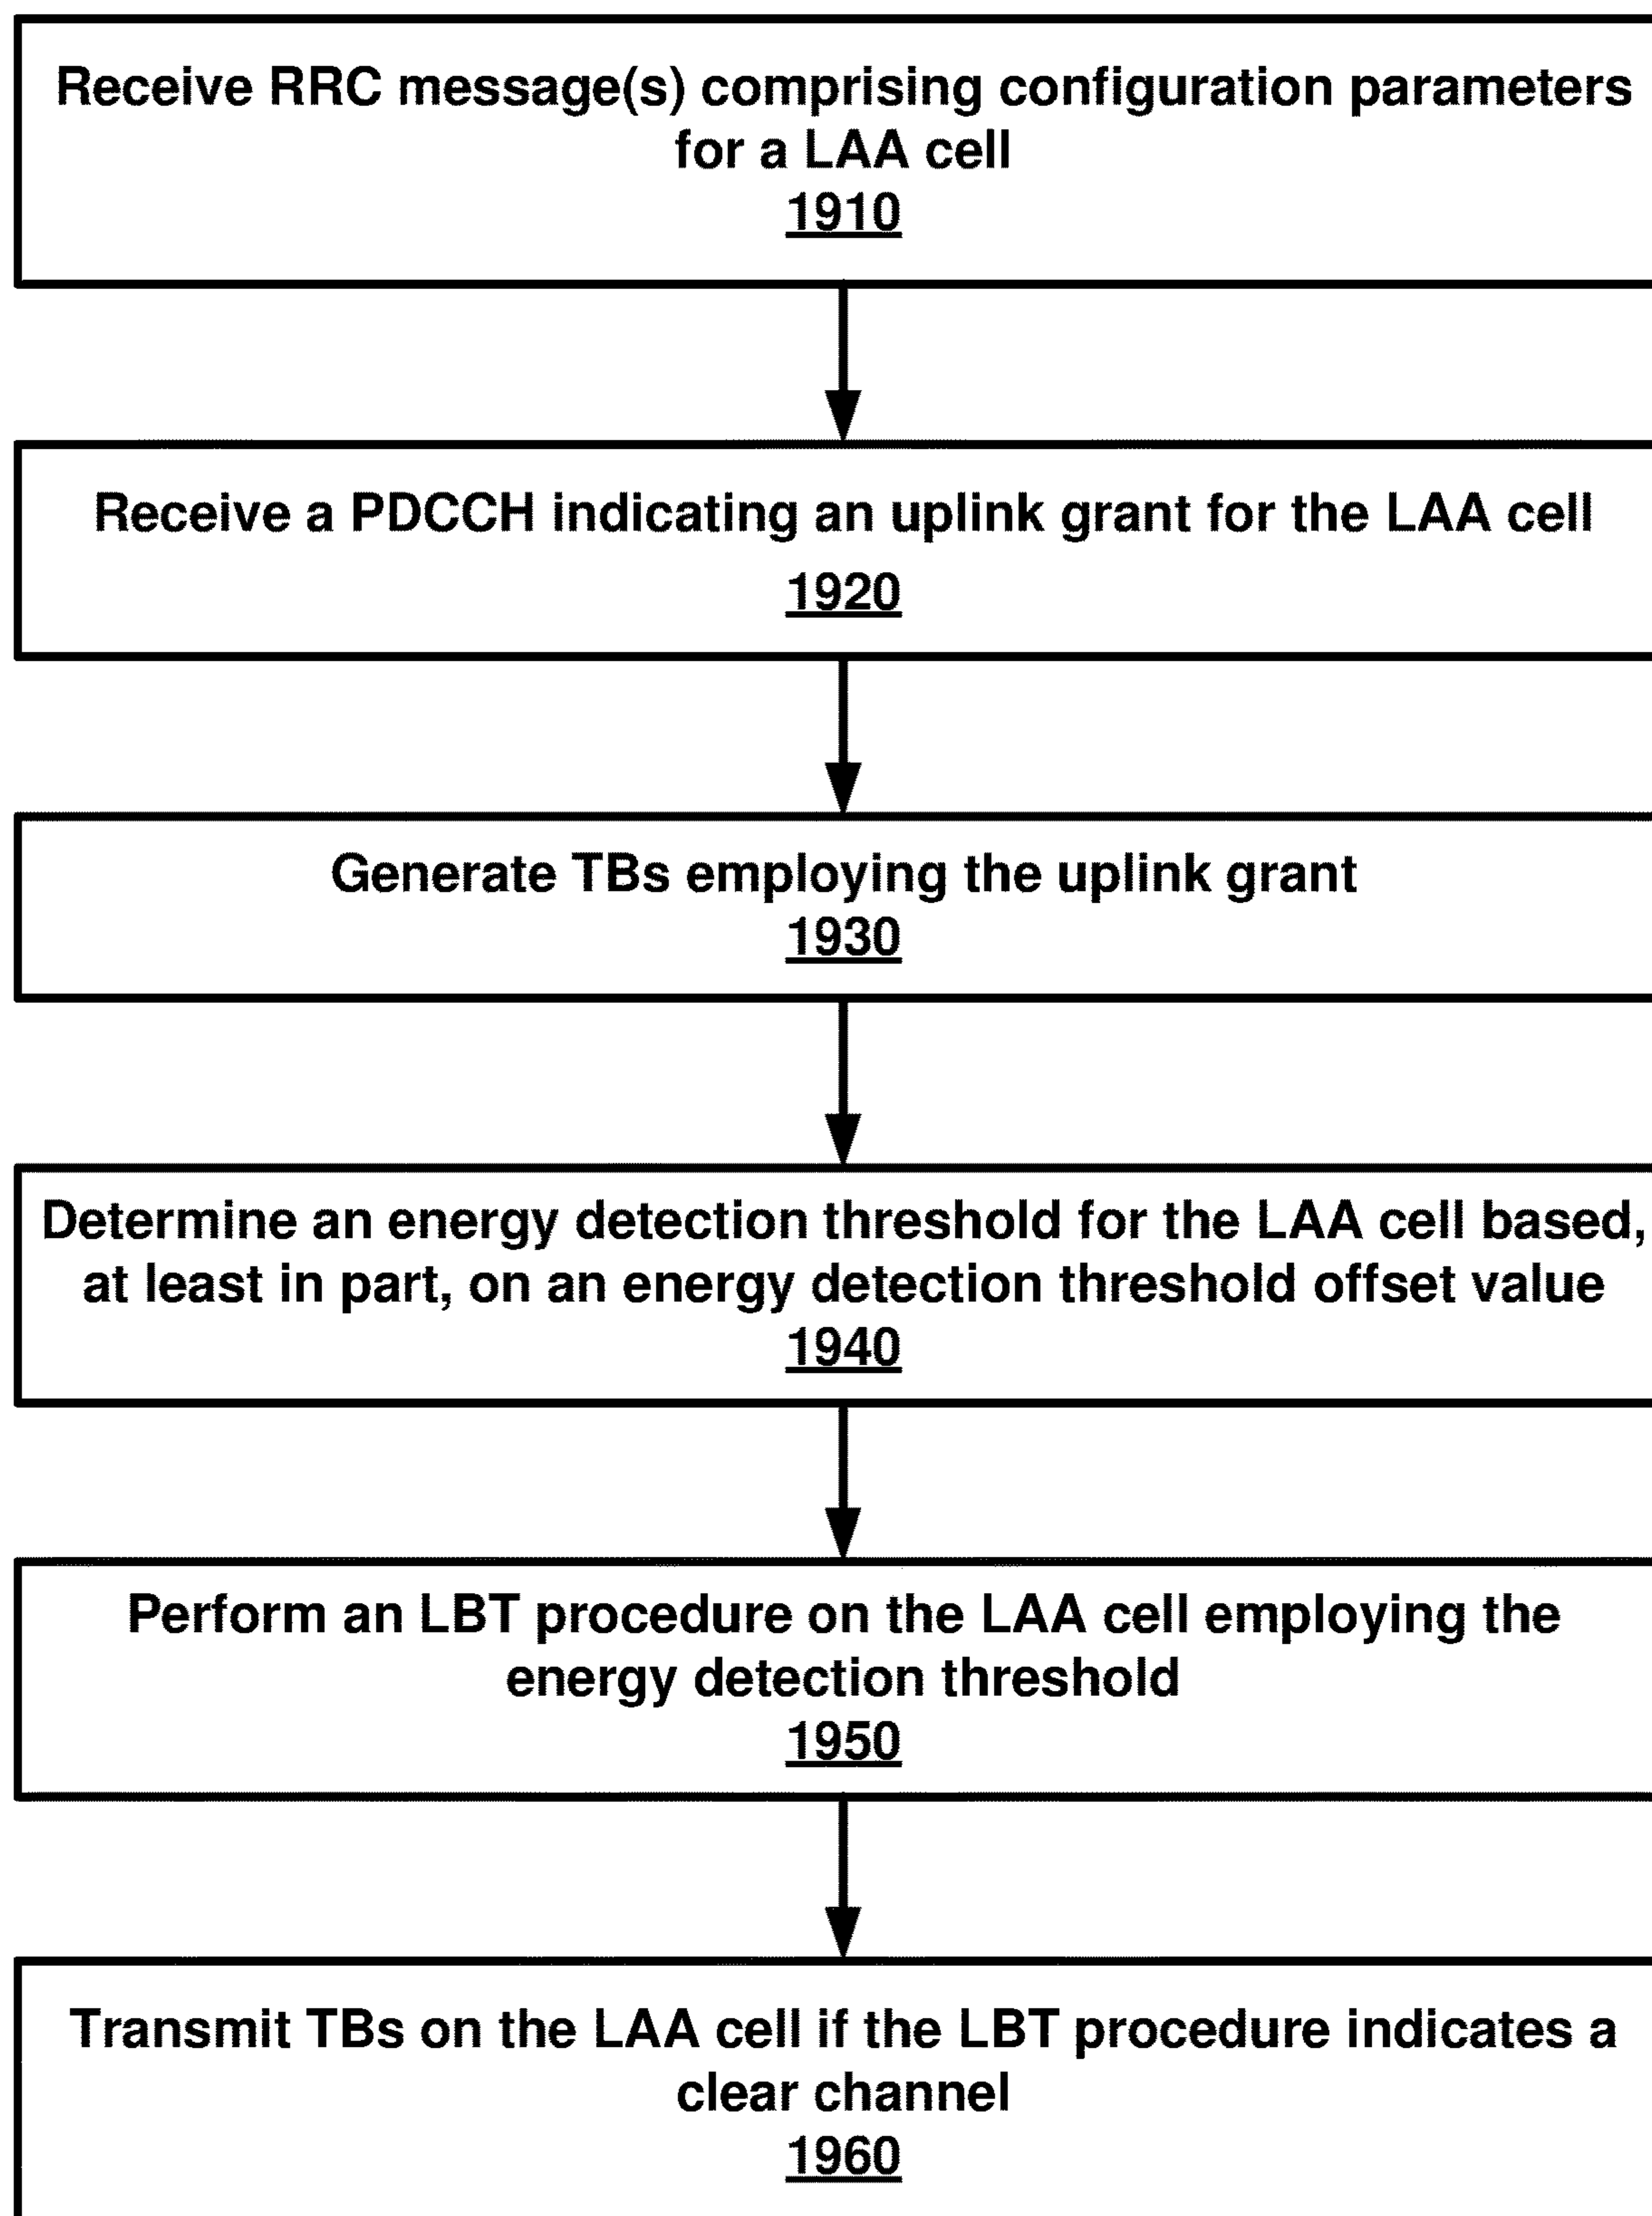 Receive RRC message(s) comprising configuration parameters
for a LAA cell
1910
Receive a PDCCH indicating an uplink grant for the LAA cell
1920
Generate TBs employing the uplink grant
1930
Determine an energy detection threshold for the LAA cell based,
at least in part, on an energy detection threshold offset value
1940
Perform an LBT procedure on the LAA cell employing the
energy detection threshold
1950
Transmit TBs on the LAA cell if the LBT procedure indicates a
clear channel
1960